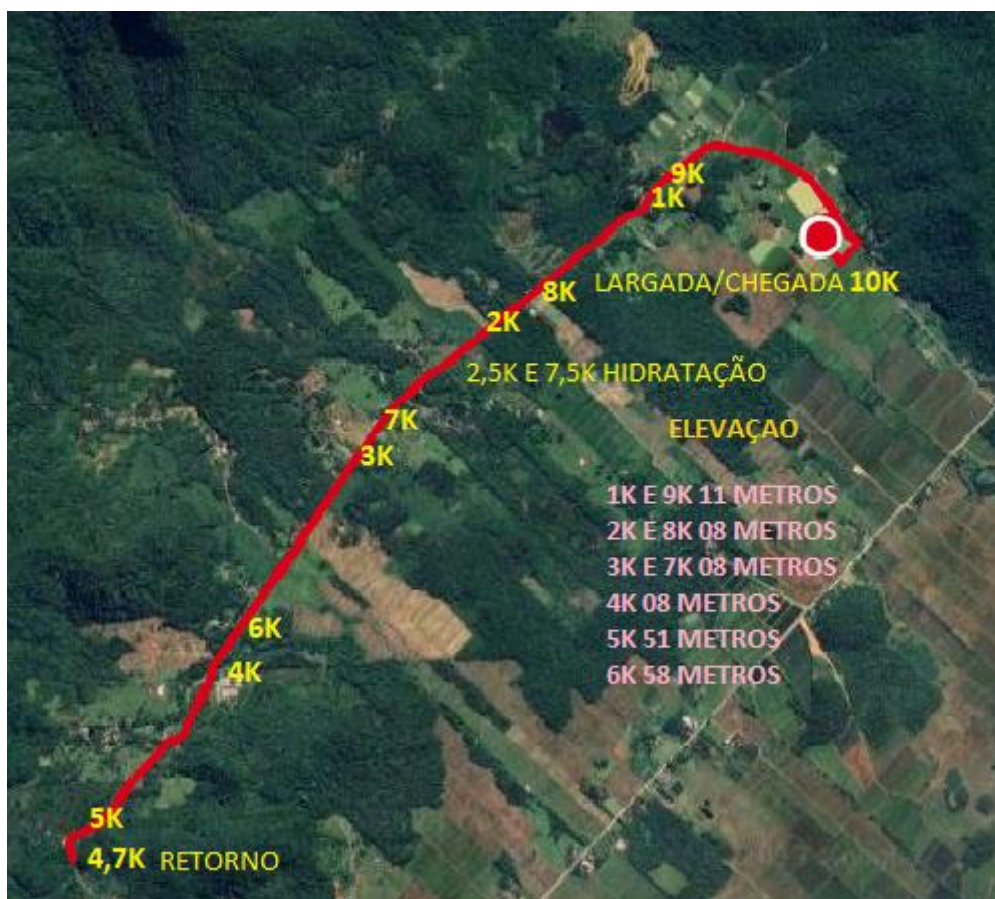 9K
1K
8K
LARGADA/CHEGADA 10K
2K
2,5K E 7,5K HIDRATAÇÃO
7K
ELEVAÇAO
3K
1K E 9K 11 METROS
2K E 8K 08 METROS
3K E 7K 08 METROS
4K 08 METROS
5K 51 METROS
6K 58 METROS
6K
4K
5K
4,7K RETORNO